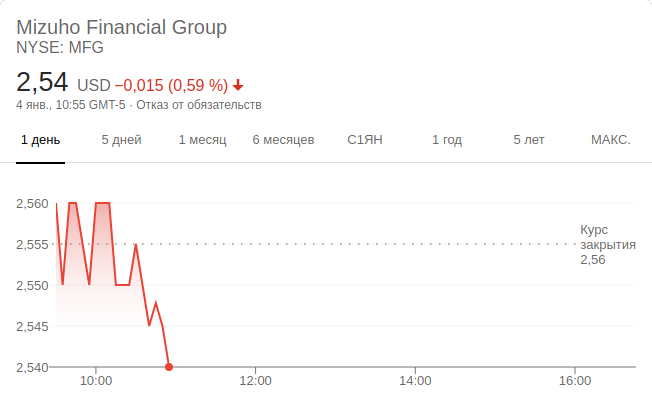 Mizuho Financial Group
NYSE: MFG
2,54 USD −0,015 (0,59 %)
4 янв., 10:55 GMT-5 · Отказ от обязательств
1 день 5 дней 1 месяц 6 месяцев С1ЯН 1 год 5 лет МАКС.
2,560
Курс
2,555 закрытия
2,56
2,550
2,545
2,540
10:00 12:00 14:00 16:00